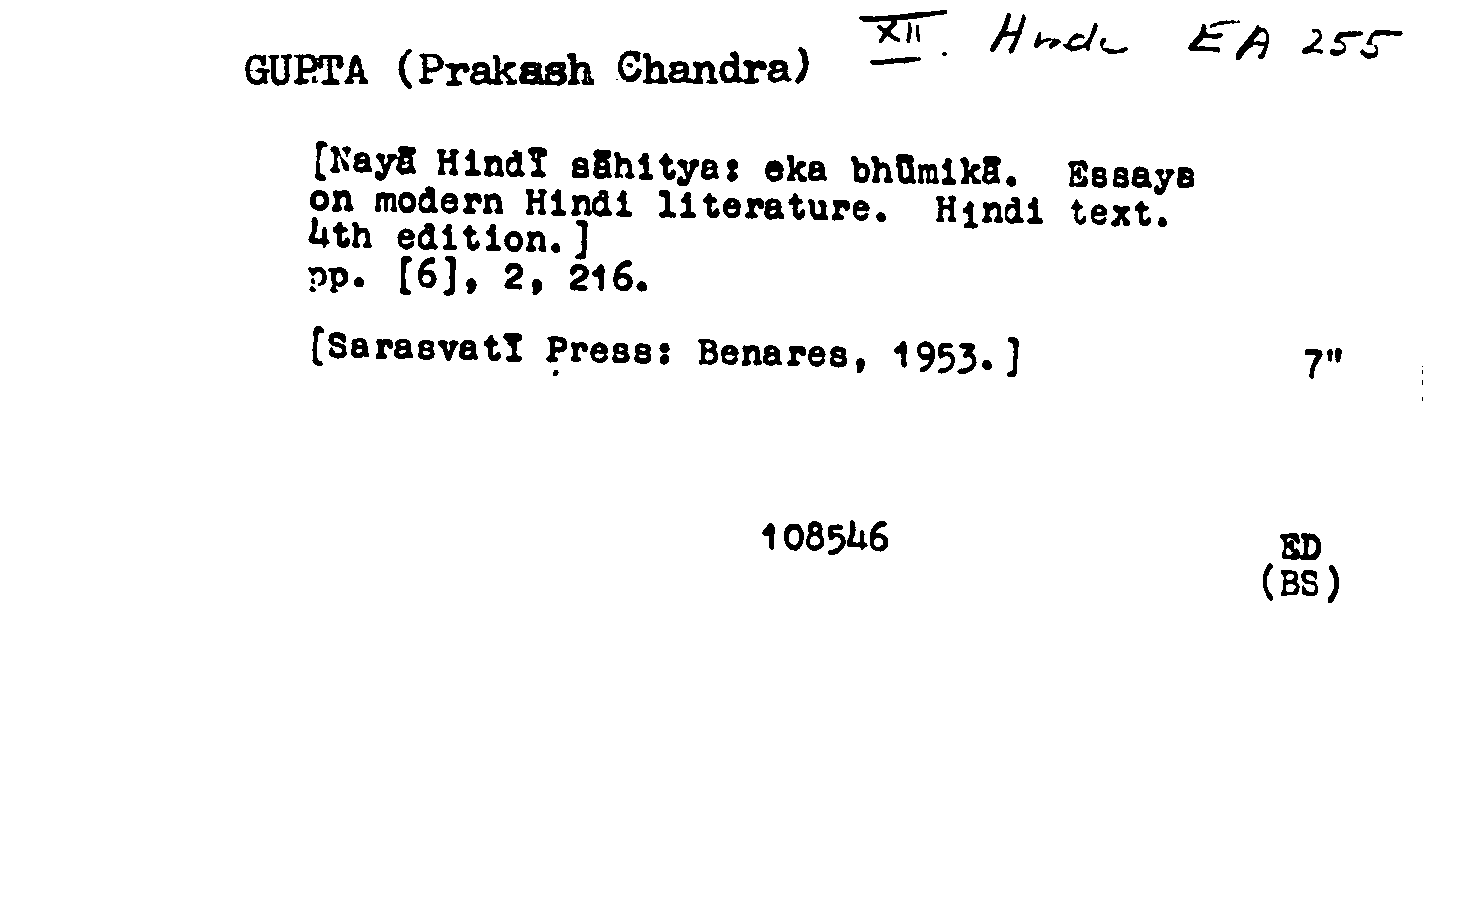 XII. Hindi EA 255
GUPTA (Prakash Chandra)
[Nayā Hindī sāhitya: eka bhūmikā. Essays
on modern Hindi literature. Hindi text.
4th edition.]
pp. [6], 2, 216.
[Sarasvatī Press: Benares, 1953.]
7"
108546
ED
(BS)